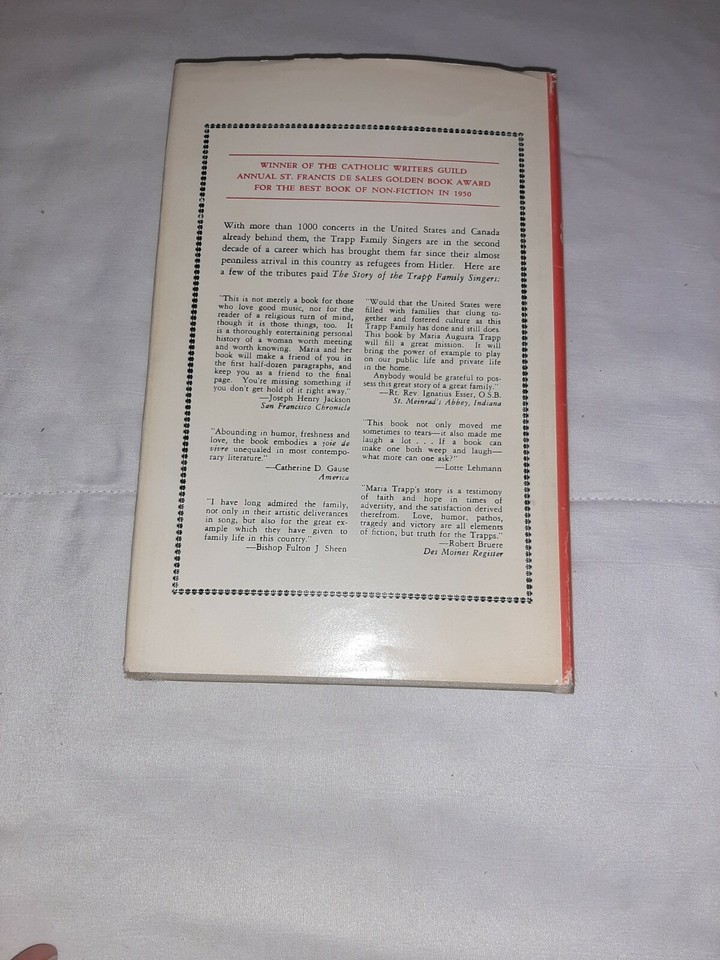 WINNER OF THE CATHOLIC WRITERS GUILD
ANNUAL ST. FRANCIS DE SALES GOLDEN BOOK AWARD
FOR THE BEST BOOK OF NON-FICTION IN 1950
With more than 1000 concerts in the United States and Canada
already behind them, the Trapp Family Singers are in the second
decade of a career which has brought them far since their almost
penniless arrival in this country as refugees from Hitler. Here are
a few of the tributes paid The Story of the Trapp Family Singers:
"This is not merely a book for those
who love good music, nor for the
reader of a religious turn of mind,
though it is those things, too. It
is a thoroughly entertaining personal
history of a woman worth meeting
and worth knowing. Maria and her
book will make a friend of you in
the first half-dozen paragraphs, and
keep you as a friend to the final
page. You're missing something if
you don't get hold of it right away."
—Joseph Henry Jackson
San Francisco Chronicle
"Abounding in humor, freshness and
love, the book embodies a joie de
vivre unequaled in most contempo-
rary literature."
—Catherine D. Gause
America
"I have long admired the family,
not only in their artistic deliverances
in song, but also for the great ex-
ample which they have given to
family life in this country."
—Bishop Fulton J. Sheen
"Would that the United States were
filled with families that clung to-
gether and fostered culture as this
Trapp Family has done and still does.
This book by Maria Augusta Trapp
will fill a great mission. It will
bring the power of example to play
on our public life and private life
in the home.
Anybody would be grateful to pos-
sess this great story of a great family."
—Rt. Rev. Ignatius Esser, O.S.B.
St. Meinrad's Abbey, Indiana
"This book not only moved me
sometimes to tears—it also made me
laugh a lot . . . If a book can
make one both weep and laugh—
what more can one ask?"
—Lotte Lehmann
"Maria Trapp's story is a testimony
of faith and hope in times of
adversity, and the satisfaction derived
therefrom. Love, humor, pathos,
tragedy and victory are all elements
of fiction, but truth for the Trapps."
—Robert Bruere
Des Moines Register